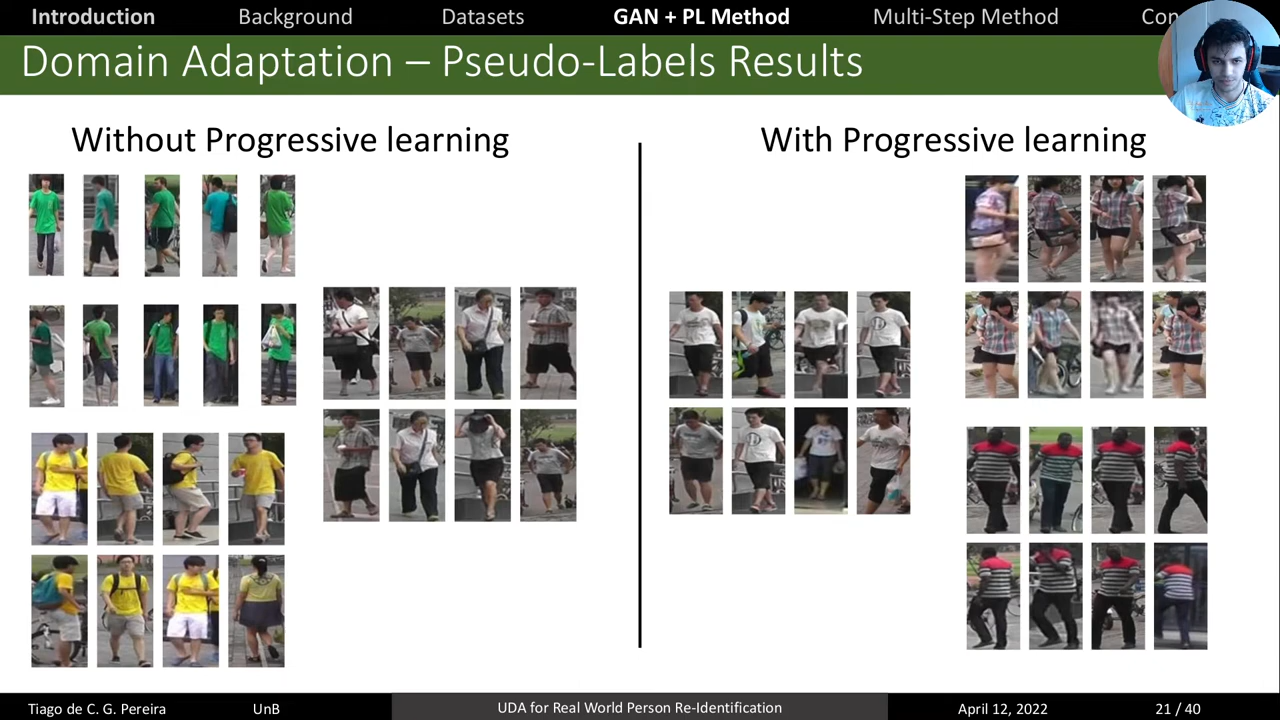 Introduction Background Datasets GAN + PL Method Multi-Step Method Con
Domain Adaptation – Pseudo-Labels Results
Without Progressive learning
With Progressive learning
Tiago de C. G. Pereira UnB UDA for Real World Person Re-Identification April 12, 2022 21 / 40